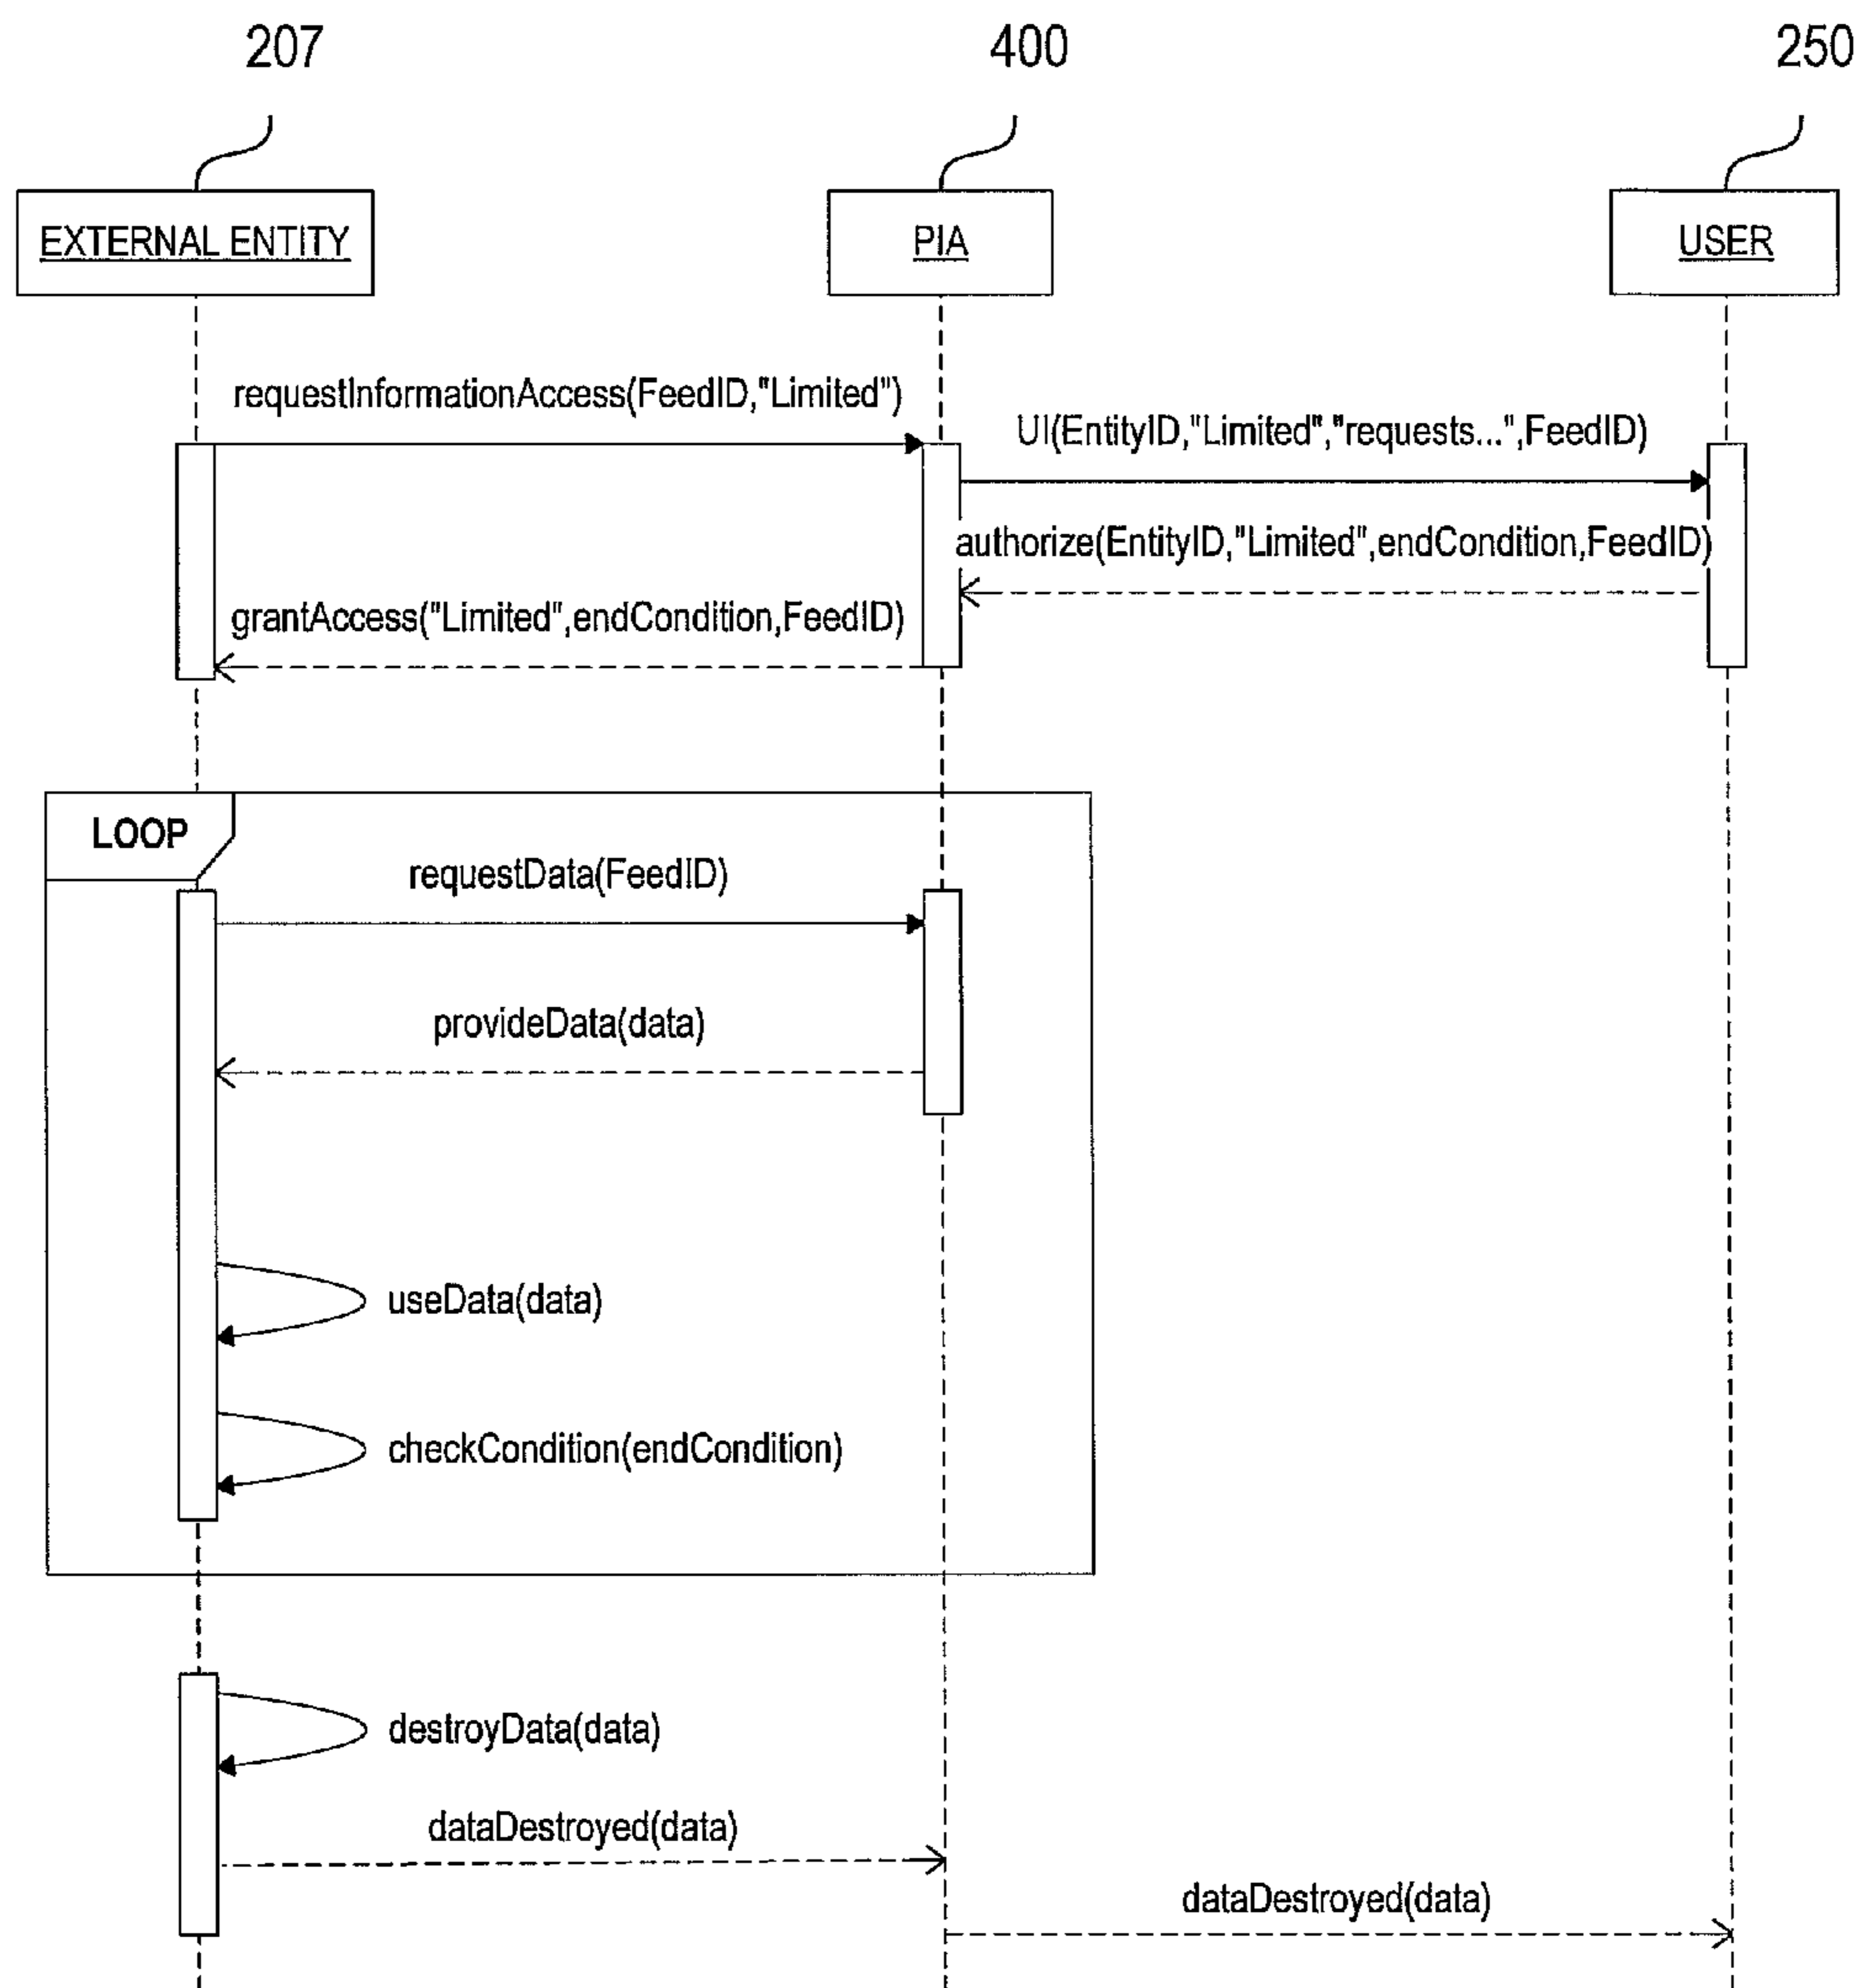 207
400
250
EXTERNAL ENTITY
PIA
USER
requestInformationAccess(FeedID,"Limited")
UI(EntityID,"Limited","requests...",FeedID)
authorize(EntityID,"Limited",endCondition,FeedID)
grantAccess("Limited",endCondition,FeedID)
LOOP
requestData(FeedID)
provideData(data)
useData(data)
checkCondition(endCondition)
destroyData(data)
dataDestroyed(data)
dataDestroyed(data)